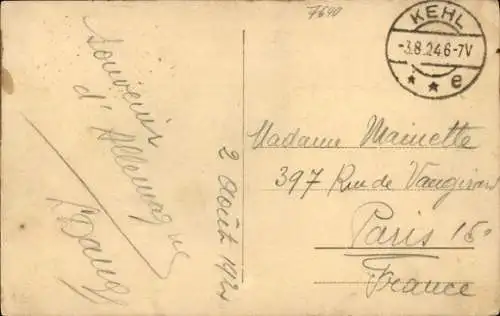 7640
KEHL
-3.8.24.6-7V
* * e
Souvenir
d'Allemagne
2 Août 192
Madame Mainette
397 Rue de Vaugirard
Paris 15e
France